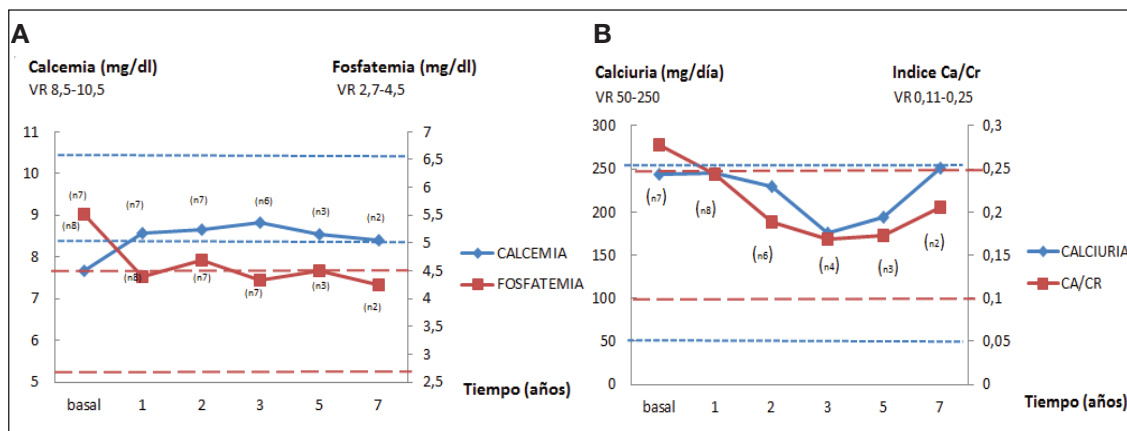 A
Calcemia (mg/dl)
VR 8,5-10,5
Fosfatemia (mg/dl)
VR 2,7-4,5
11
10
9
8
7
6
5
7
6,5
6
5,5
5
4,5
4
3,5
3
2,5
(n7)
(n8)
(n7)
(n7)
(n6)
(n3)
(n2)
(n8)
(n7)
(n7)
(n3)
(n2)
CALCEMIA
FOSFATEMIA
basal 1 2 3 5 7
Tiempo (años)
B
Calciuria (mg/día)
VR 50-250
Indice Ca/Cr
VR 0,11-0,25
300
250
200
150
100
50
0
0,3
0,25
0,2
0,15
0,1
0,05
0
(n7)
(n8)
(n6)
(n4)
(n3)
(n2)
CALCIURIA
CA/CR
basal 1 2 3 5 7
Tiempo (años)